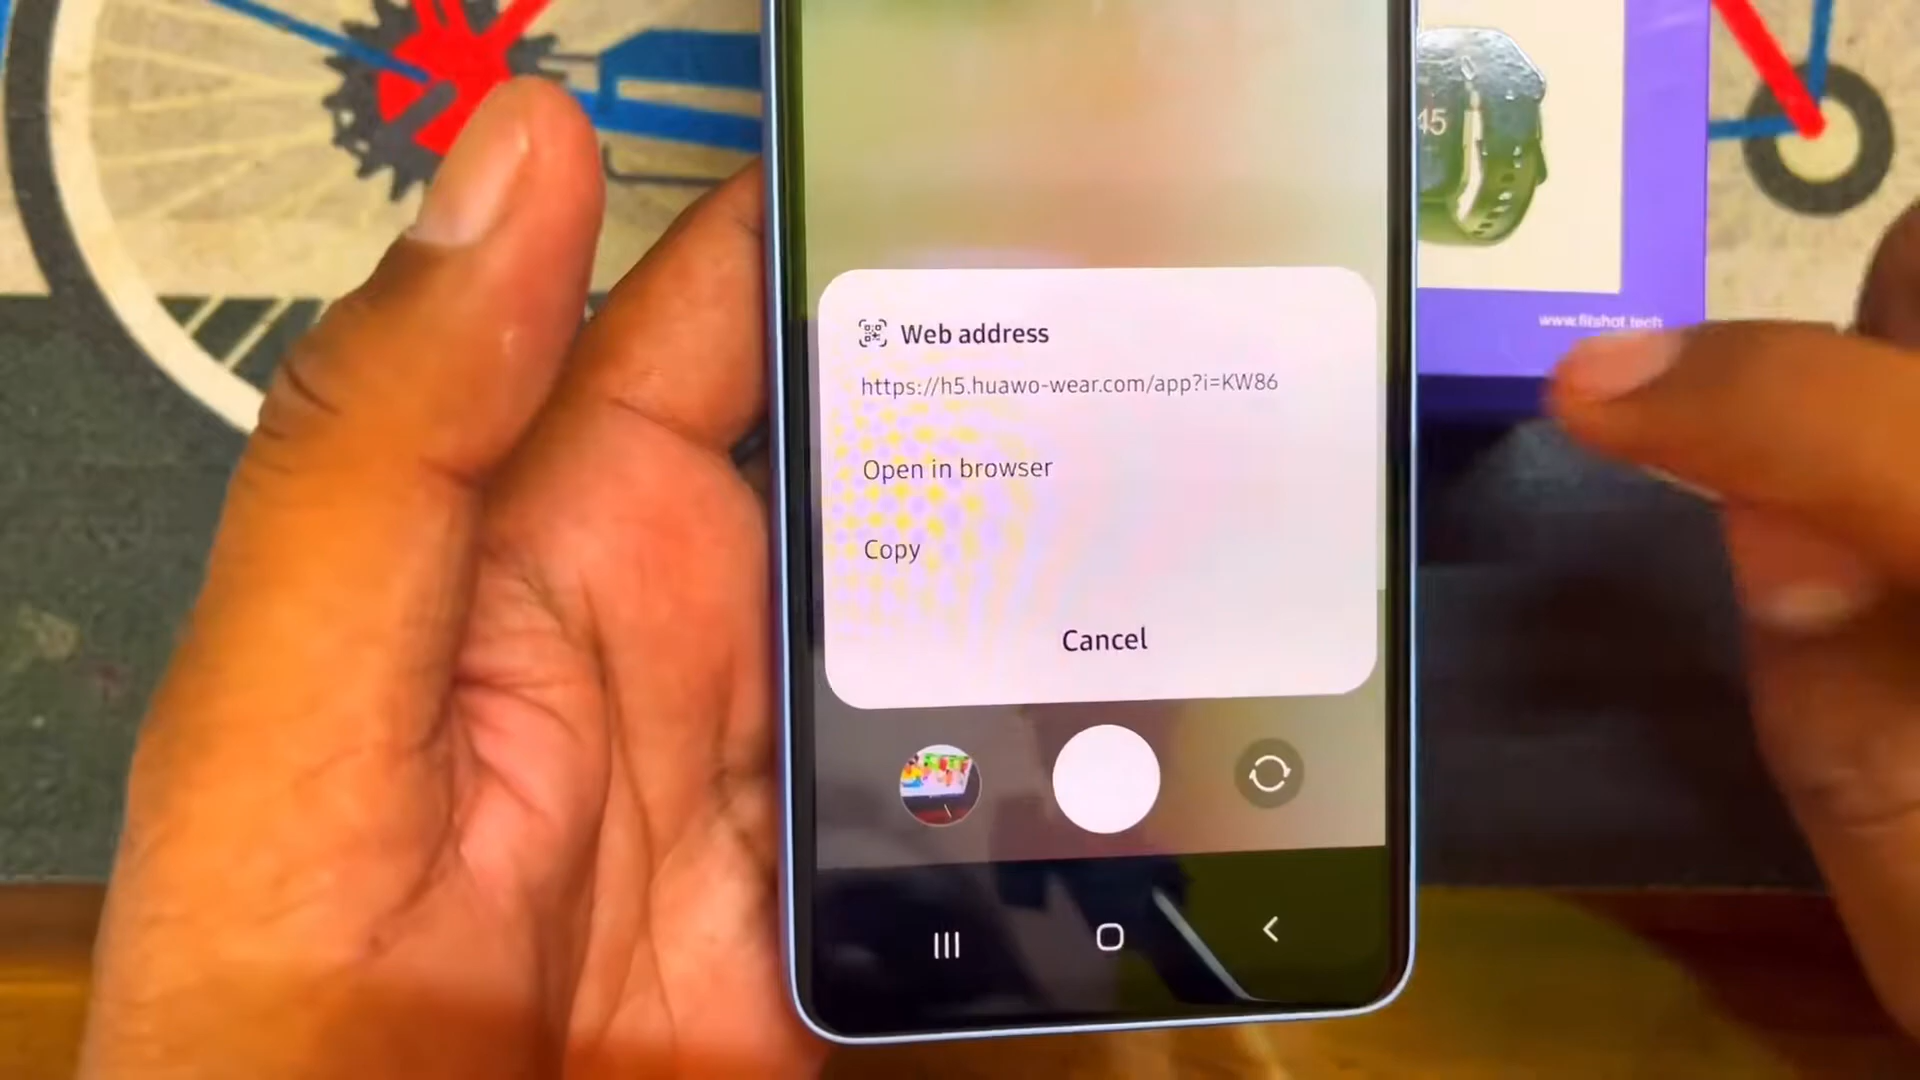 45
www.fitshot.tech
Web address
https://h5.huawo-wear.com/app?i=KW86
Open in browser
Copy
Cancel